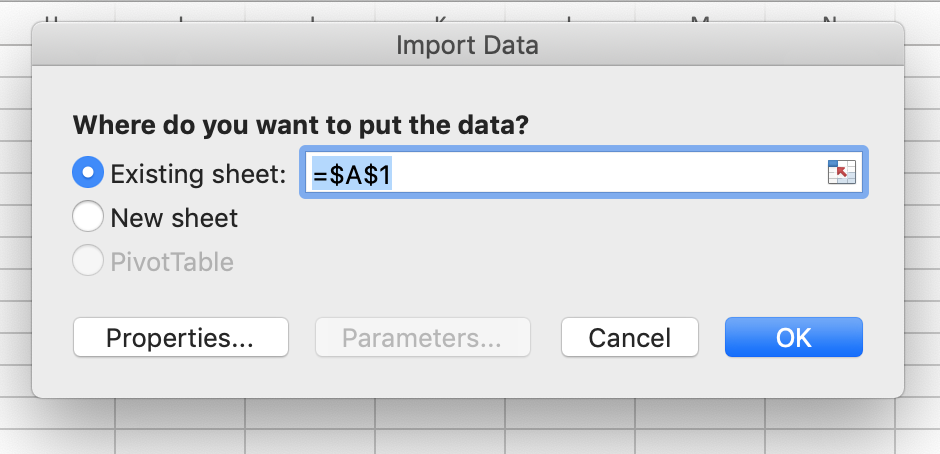 Import Data
Where do you want to put the data?
Existing sheet: =$A$1
New sheet
PivotTable
Properties... Parameters... Cancel OK